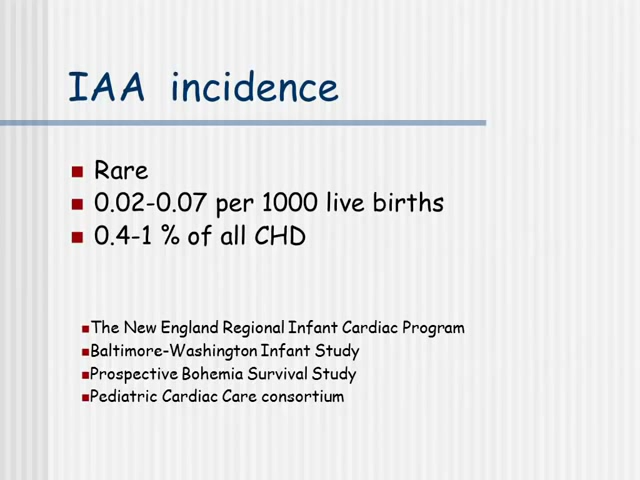 IAA incidence
Rare
0.02-0.07 per 1000 live births
0.4-1 % of all CHD
The New England Regional Infant Cardiac Program
Baltimore-Washington Infant Study
Prospective Bohemia Survival Study
Pediatric Cardiac Care consortium